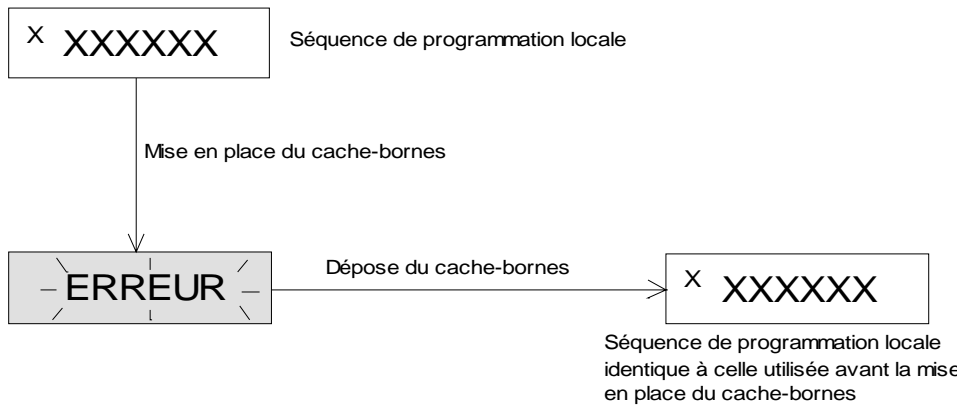 X XXXXXX
Séquence de programmation locale
Mise en place du cache-bornes
ERREUR
Dépose du cache-bornes
X XXXXXX
Séquence de programmation locale
identique à celle utilisée avant la mise
en place du cache-bornes